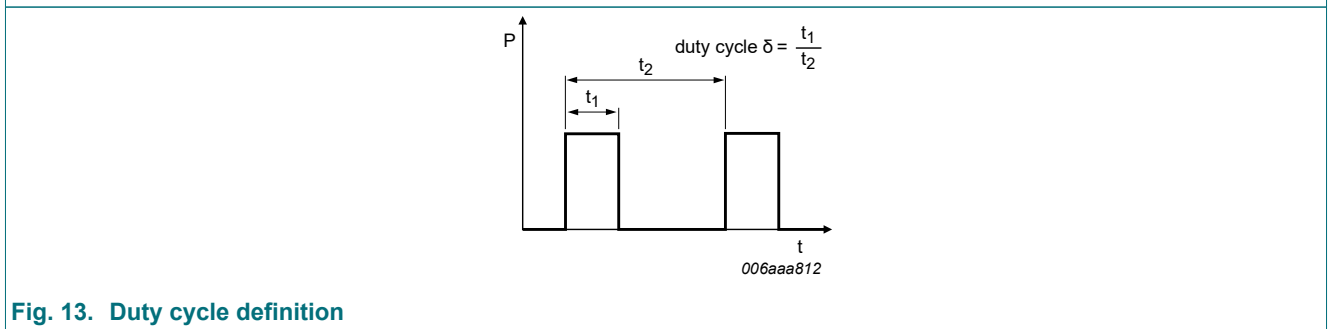 P
duty cycle δ = t1
t2
t2
t1
t
006aaa812
Fig. 13. Duty cycle definition